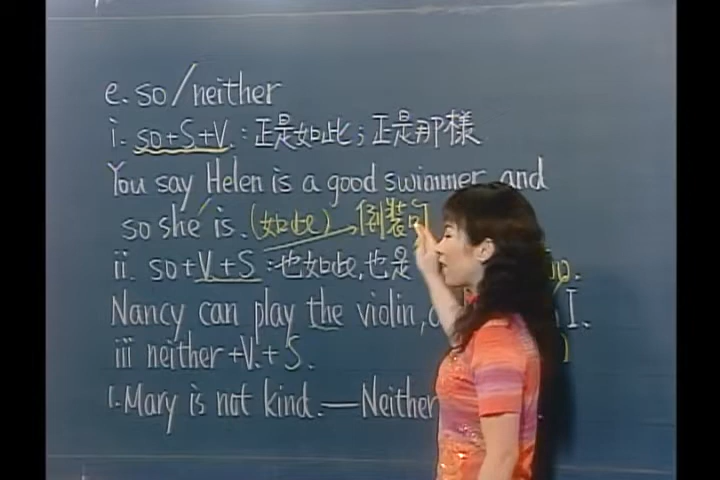 e. so/neither
i. so+S+V : 正是如此；正是那樣
You say Helen is a good swimmer and
so she is. (如此) → 倒裝句
ii. so+V+S : 也如此,也是
Nancy can play the violin, I.
iii neither +V.+ S.
1. Mary is not kind.—Neither